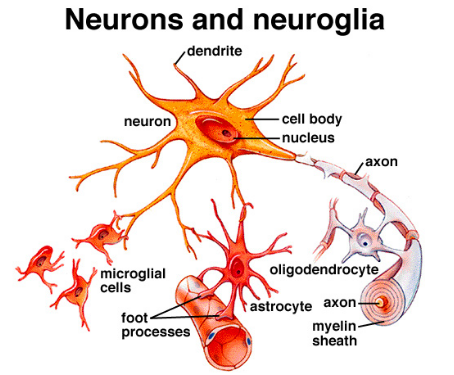 Neurons and neuroglia
dendrite
neuron
cell body
nucleus
axon
microglial
cells
oligodendrocyte
foot
processes
astrocyte
axon
myelin
sheath